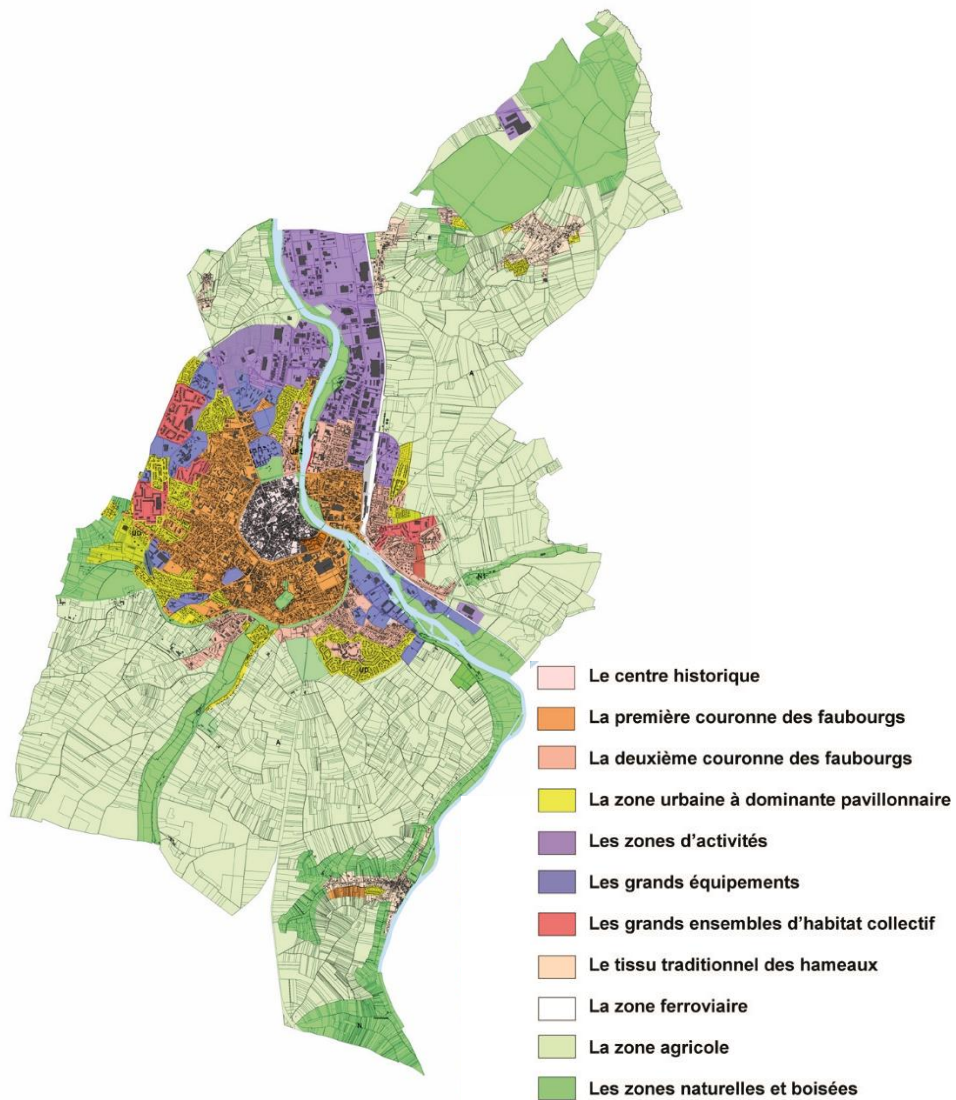 A
UP
UP
A
N
Le centre historique
La première couronne des faubourgs
La deuxième couronne des faubourgs
La zone urbaine à dominante pavillonnaire
Les zones d'activités
Les grands équipements
Les grands ensembles d'habitat collectif
Le tissu traditionnel des hameaux
La zone ferroviaire
La zone agricole
Les zones naturelles et boisées